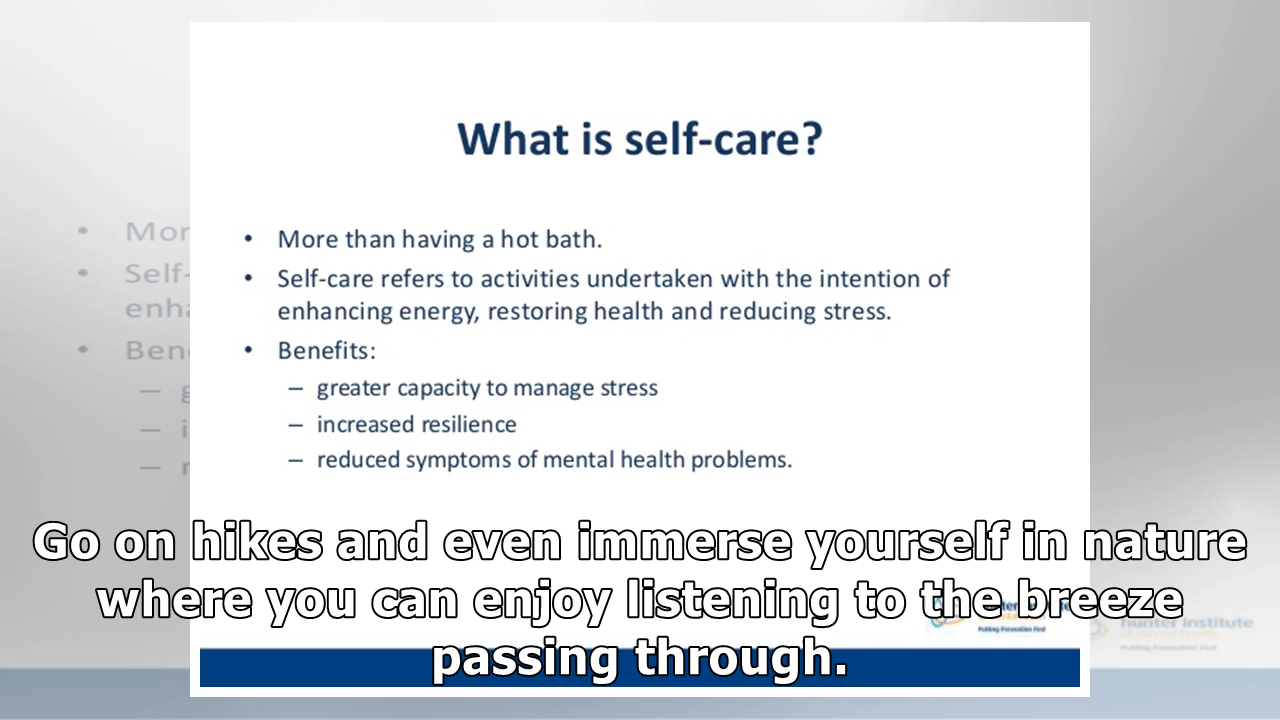 What is self-care?
• More than having a hot bath.
• Self-care refers to activities undertaken with the intention of
enhancing energy, restoring health and reducing stress.
• Benefits:
– greater capacity to manage stress
– increased resilience
– reduced symptoms of mental health problems.
Go on hikes and even immerse yourself in nature
where you can enjoy listening to the breeze
passing through.
hunter institute
Putting Prevention First